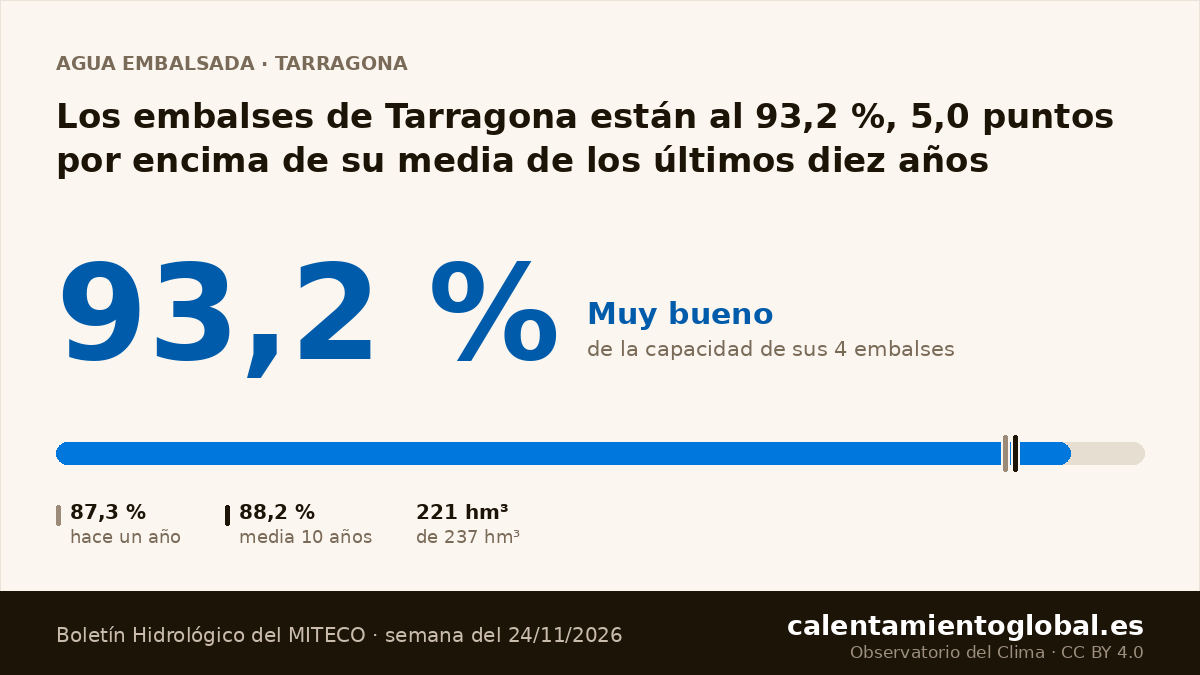 AGUA EMBALSADA · TARRAGONA
Los embalses de Tarragona están al 93,2 %, 5,0 puntos
por encima de su media de los últimos diez años
93,2 %
Muy bueno
de la capacidad de sus 4 embalses
87,3 %
hace un año
88,2 %
media 10 años
221 hm³
de 237 hm³
Boletín Hidrológico del MITECO · semana del 24/11/2026
calentamientoglobal.es
Observatorio del Clima · CC BY 4.0